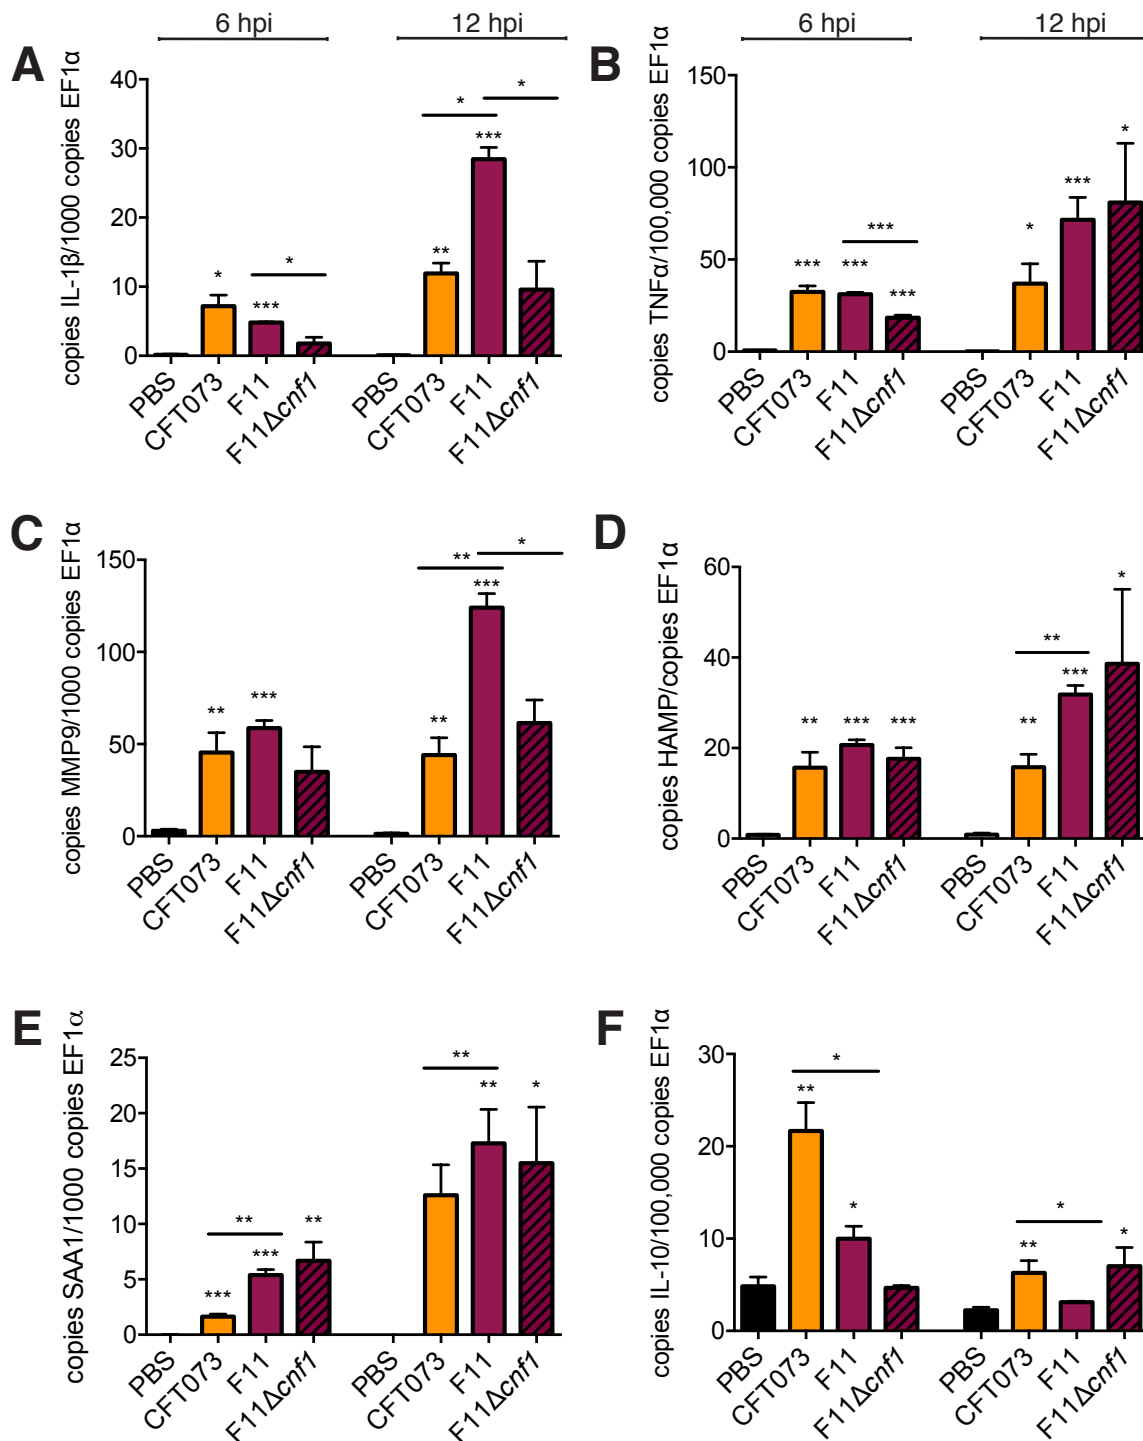 6 hpi 12 hpi 6 hpi 12 hpi
A
copies IL-1β/1000 copies EF1α
40
30
20
10
0
* *** * ** *** * *
PBS CFT073 F11 F11Δcnf1 PBS CFT073 F11 F11Δcnf1
B
copies TNFα/100,000 copies EF1α
150
100
50
0
*** *** *** *** * *** *
PBS CFT073 F11 F11Δcnf1 PBS CFT073 F11 F11Δcnf1
C
copies MMP9/1000 copies EF1α
150
100
50
0
** *** ** *** ** *
PBS CFT073 F11 F11Δcnf1 PBS CFT073 F11 F11Δcnf1
D
copies HAMP/copies EF1α
60
40
20
0
** *** *** ** *** ** *
PBS CFT073 F11 F11Δcnf1 PBS CFT073 F11 F11Δcnf1
E
copies SAA1/1000 copies EF1α
25
20
15
10
5
0
*** ** *** ** ** ** *
PBS CFT073 F11 F11Δcnf1 PBS CFT073 F11 F11Δcnf1
F
copies IL-10/100,000 copies EF1α
30
20
10
0
** * * ** * *
PBS CFT073 F11 F11Δcnf1 PBS CFT073 F11 F11Δcnf1